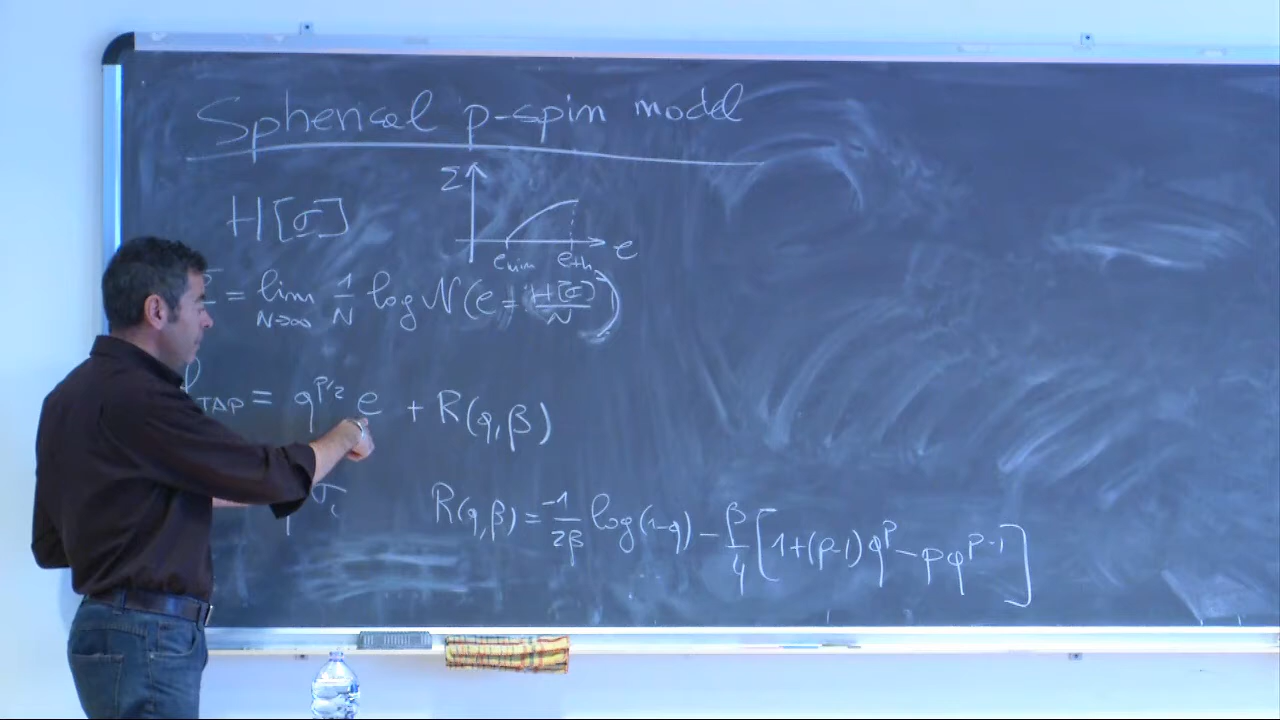 Spherical p-spin model
H[σ]
Σ
e
e_min e_th
= lim_{N→∞} 1/N log 𝒩(e = H[σ]/N)
f_TAP = q^{p/2} e + R(q,β)
σ_i
R(q,β) = -1/2β log(1-q) - β/4 [1+(p-1)q^p - pq^{p-1}]